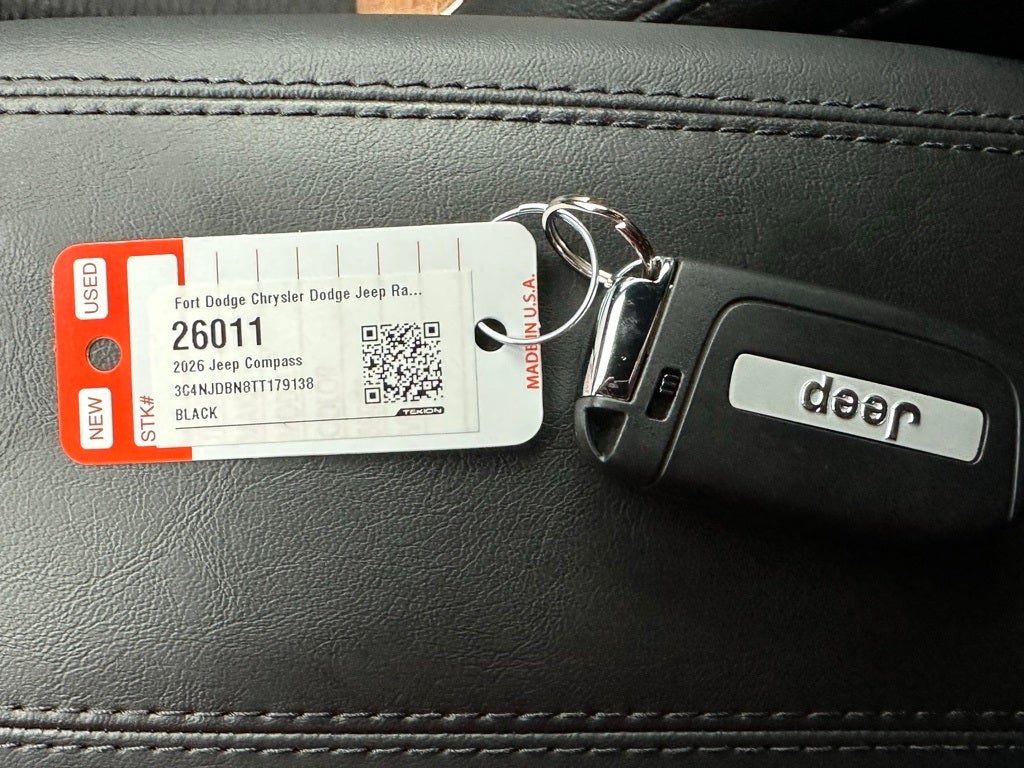 USED
NEW
STK#
Fort Dodge Chrysler Dodge Jeep Ra...
26011
2026 Jeep Compass
3C4NJDBN8TT179138
BLACK
TEKION
MADE IN U.S.A.
Jeep